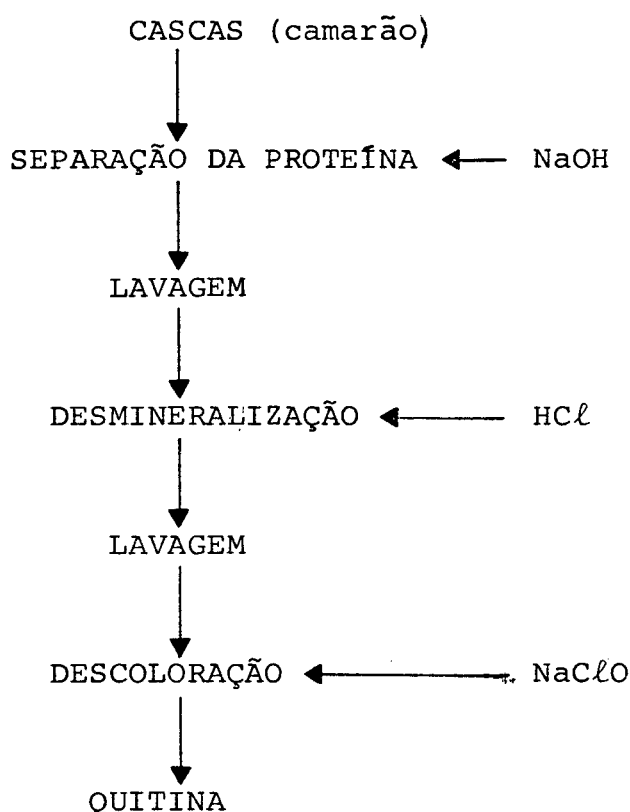 CASCAS (camarão)
SEPARAÇÃO DA PROTEÍNA NaOH
LAVAGEM
DESMINERALIZAÇÃO HCℓ
LAVAGEM
DESCOLORAÇÃO NaCℓO
QUITINA